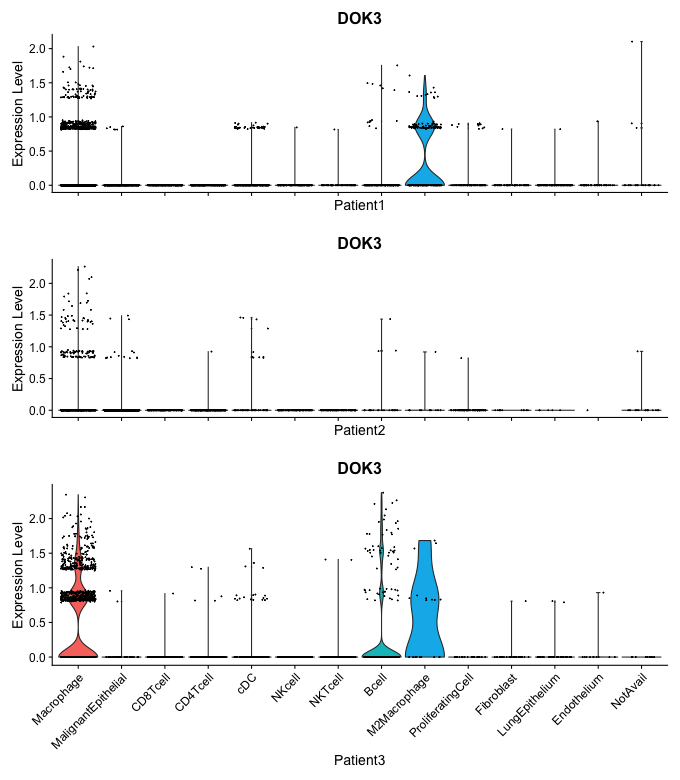 DOK3
Expression Level
2.0
1.5
1.0
0.5
0.0
Patient1
DOK3
Expression Level
2.0
1.5
1.0
0.5
0.0
Patient2
DOK3
Expression Level
2.0
1.5
1.0
0.5
0.0
Macrophage
MalignantEpithelial
CD8Tcell
CD4Tcell
cDC
NKcell
NKTcell
Bcell
M2Macrophage
ProliferatingCell
Fibroblast
LungEpithelium
Endothelium
NotAvail
Patient3